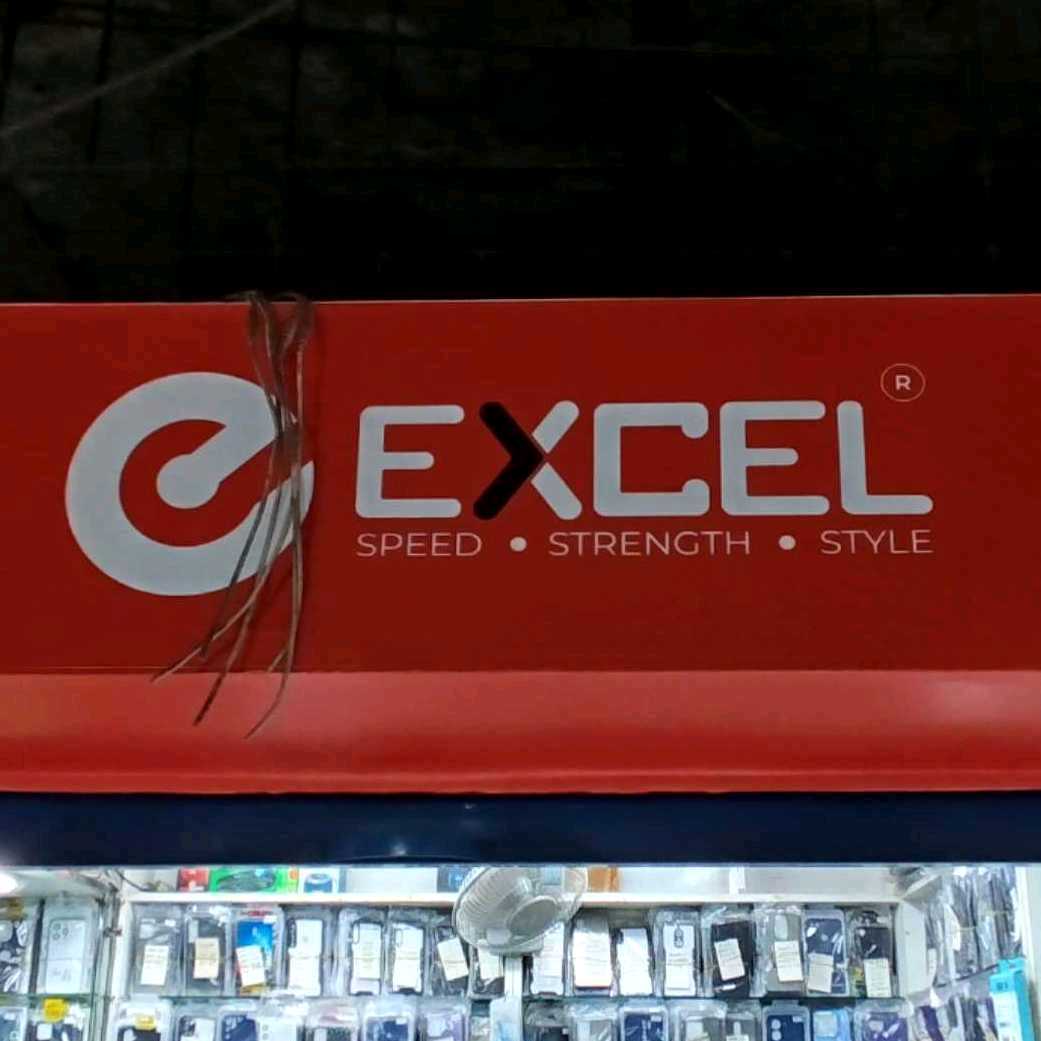 e EXCEL ®
SPEED • STRENGTH • STYLE